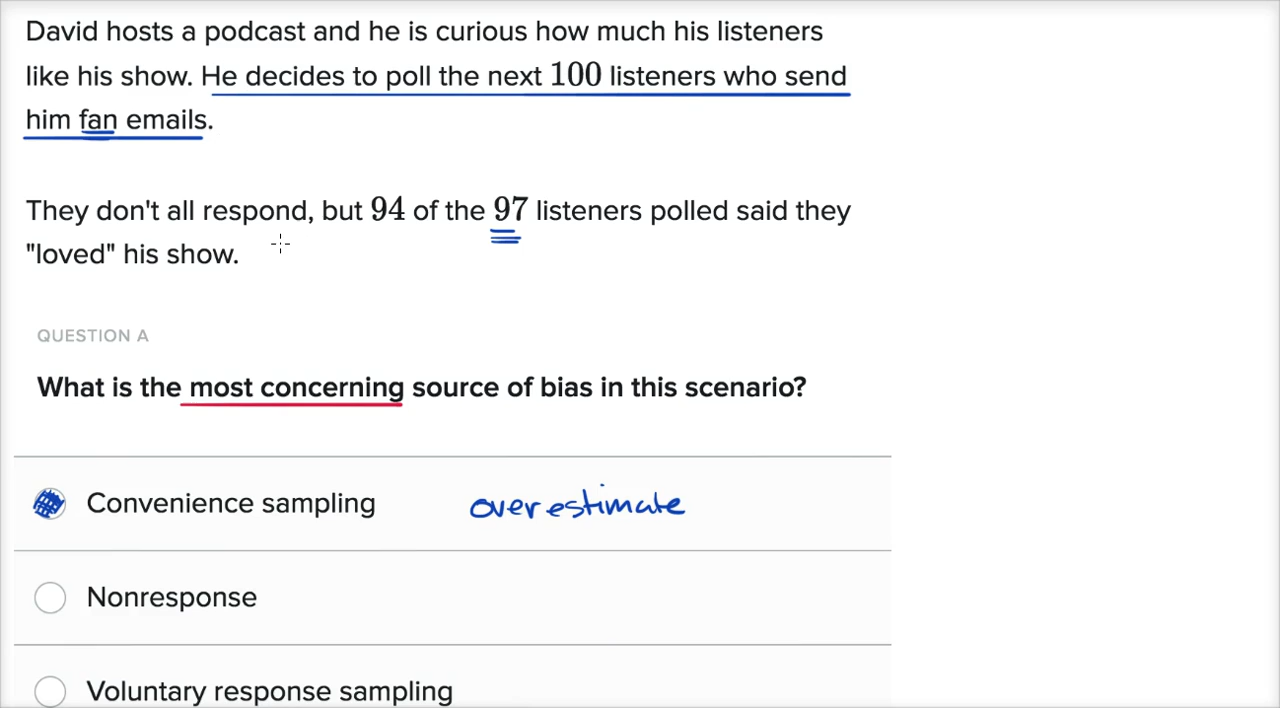 David hosts a podcast and he is curious how much his listeners
like his show. He decides to poll the next 100 listeners who send
him fan emails.
They don't all respond, but 94 of the 97 listeners polled said they
"loved" his show.
QUESTION A
What is the most concerning source of bias in this scenario?
Convenience sampling overestimate
Nonresponse
Voluntary response sampling